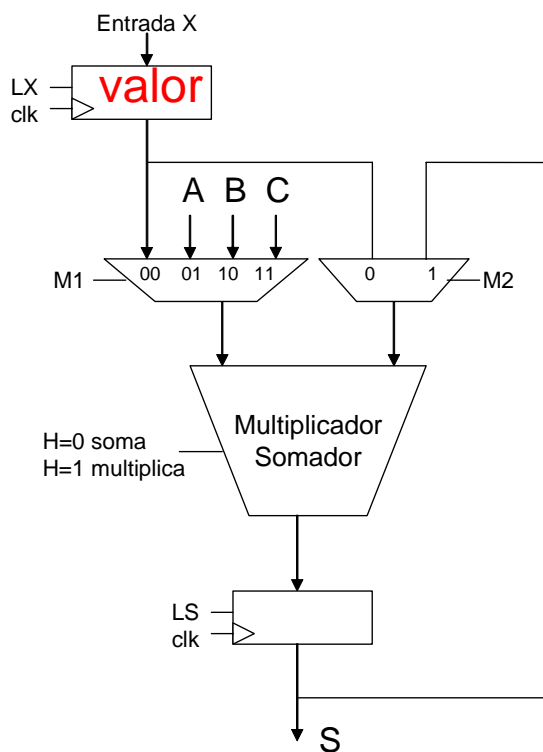 Entrada X
LX
valor
clk
A B C
M1
00 01 10 11
0 1
M2
Multiplicador
Somador
H=0 soma
H=1 multiplica
LS
clk
S